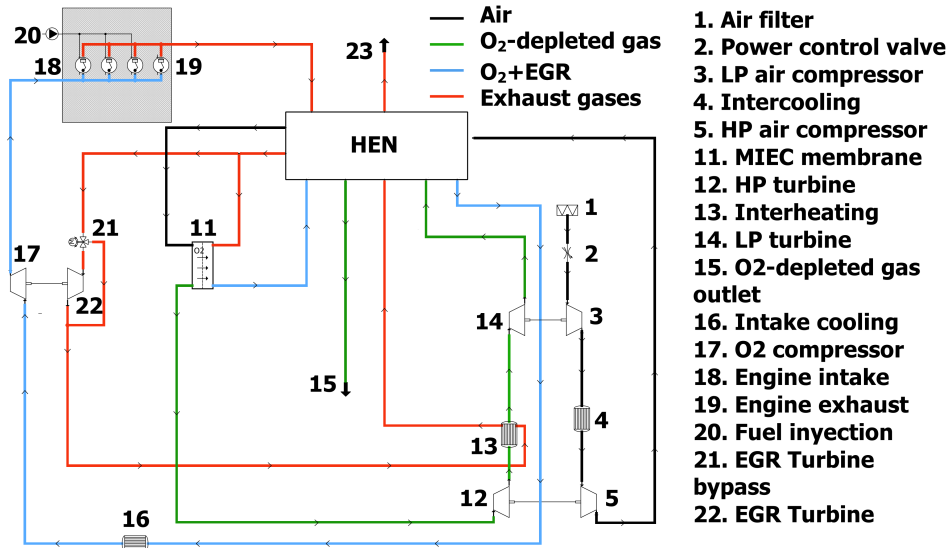 Air
O₂-depleted gas
O₂+EGR
Exhaust gases
20
18
19
23
HEN
11
O2
1
2
21
17
22
14
3
15
4
13
12
5
16
1. Air filter
2. Power control valve
3. LP air compressor
4. Intercooling
5. HP air compressor
11. MIEC membrane
12. HP turbine
13. Interheating
14. LP turbine
15. O2-depleted gas
outlet
16. Intake cooling
17. O2 compressor
18. Engine intake
19. Engine exhaust
20. Fuel inyection
21. EGR Turbine
bypass
22. EGR Turbine